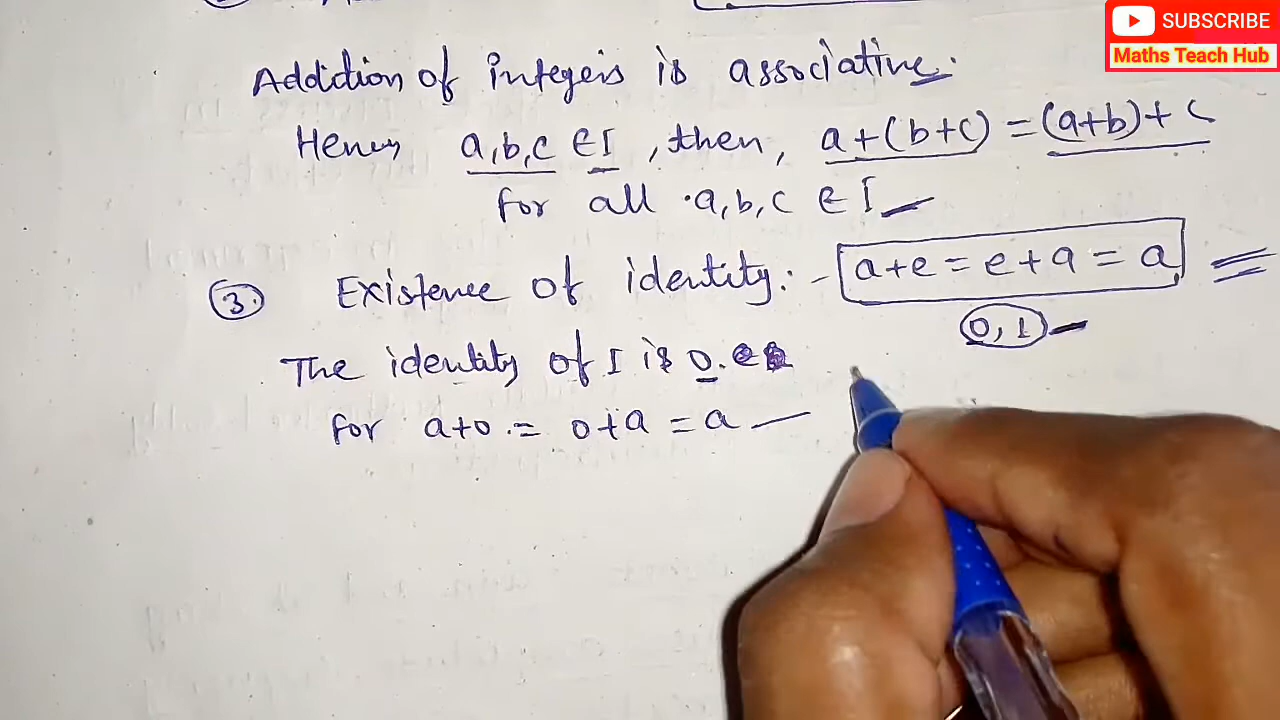 SUBSCRIBE
Maths Teach Hub
Addition of integers is associative.
Hence, a,b,c ∈ I, then, a+(b+c) = (a+b)+c
for all a,b,c ∈ I
3. Existence of identity:- a+e = e+a = a
0, 1
The identity of I is 0.
for a+0 = 0+a = a